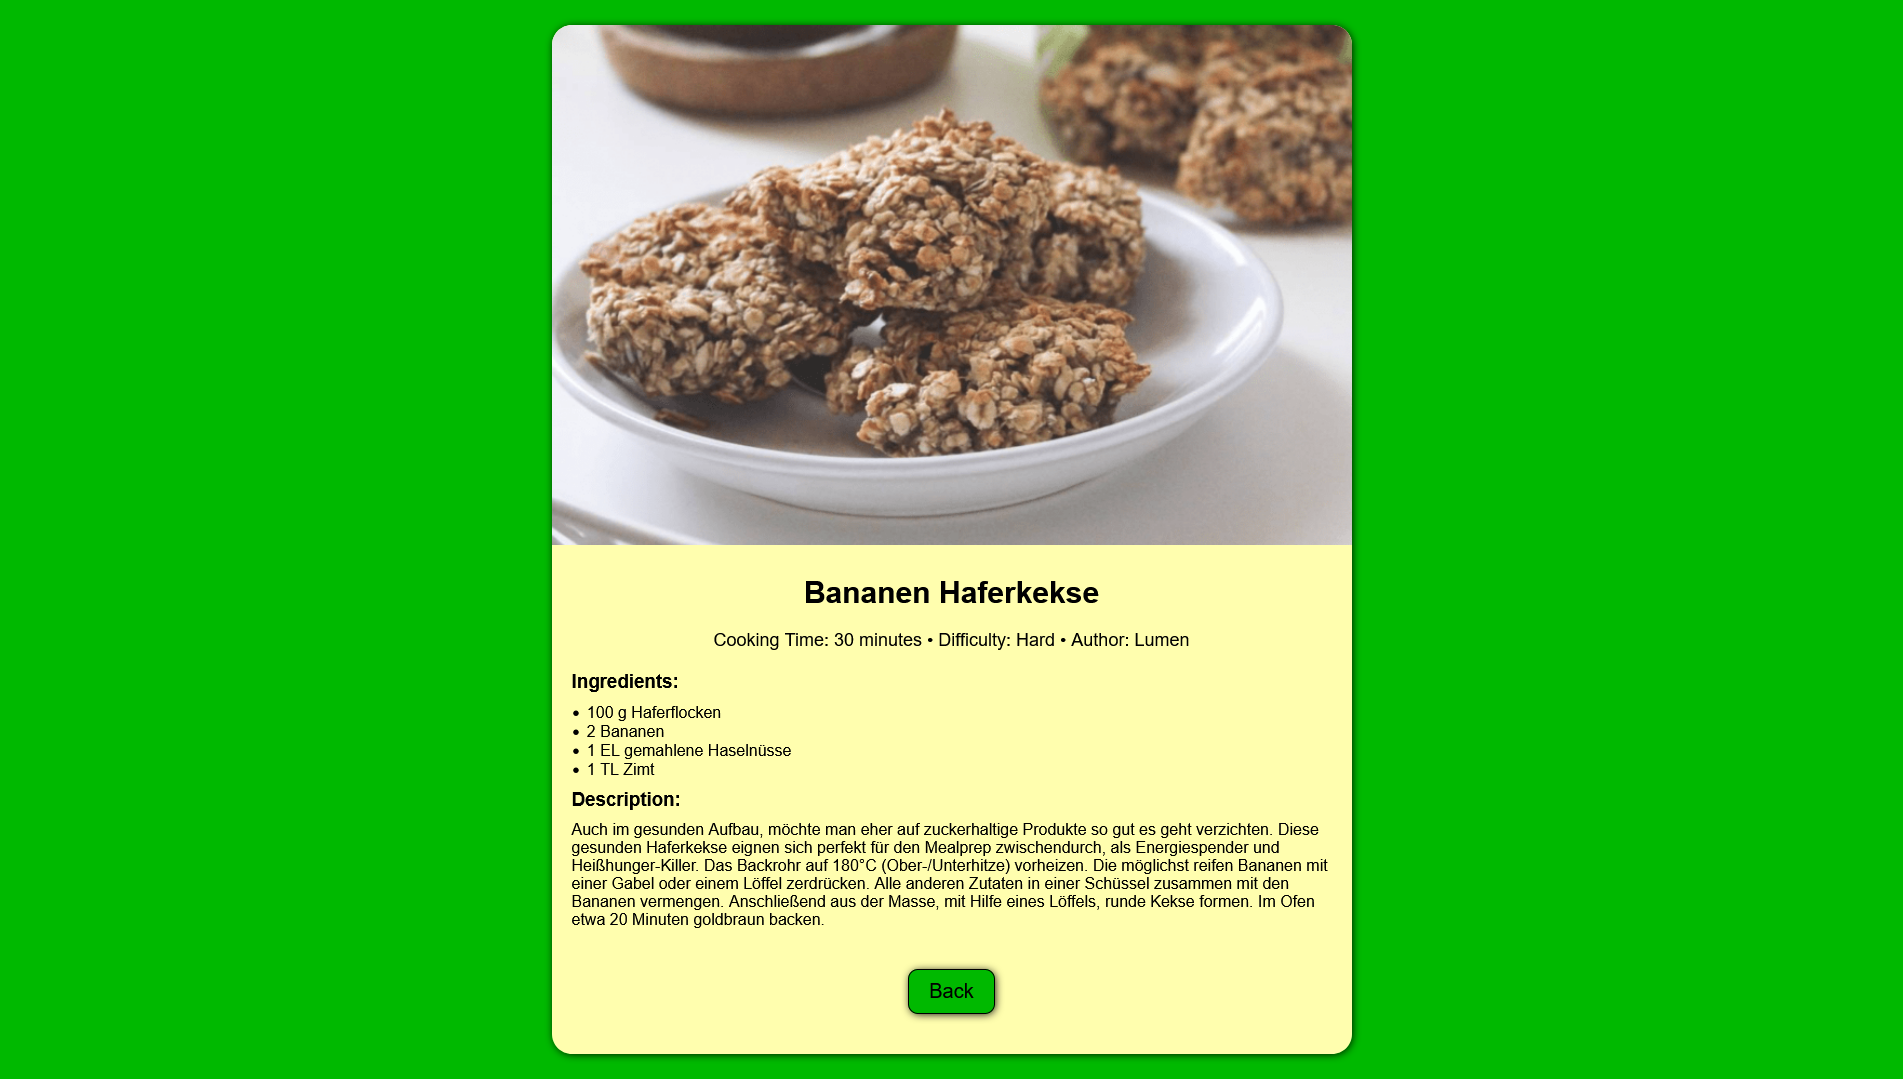 Bananen Haferkekse
Cooking Time: 30 minutes • Difficulty: Hard • Author: Lumen
Ingredients:
• 100 g Haferflocken
• 2 Bananen
• 1 EL gemahlene Haselnüsse
• 1 TL Zimt
Description:
Auch im gesunden Aufbau, möchte man eher auf zuckerhaltige Produkte so gut es geht verzichten. Diese
gesunden Haferkekse eignen sich perfekt für den Mealprep zwischendurch, als Energiespender und
Heißhunger-Killer. Das Backrohr auf 180°C (Ober-/Unterhitze) vorheizen. Die möglichst reifen Bananen mit
einer Gabel oder einem Löffel zerdrücken. Alle anderen Zutaten in einer Schüssel zusammen mit den
Bananen vermengen. Anschließend aus der Masse, mit Hilfe eines Löffels, runde Kekse formen. Im Ofen
etwa 20 Minuten goldbraun backen.
Back